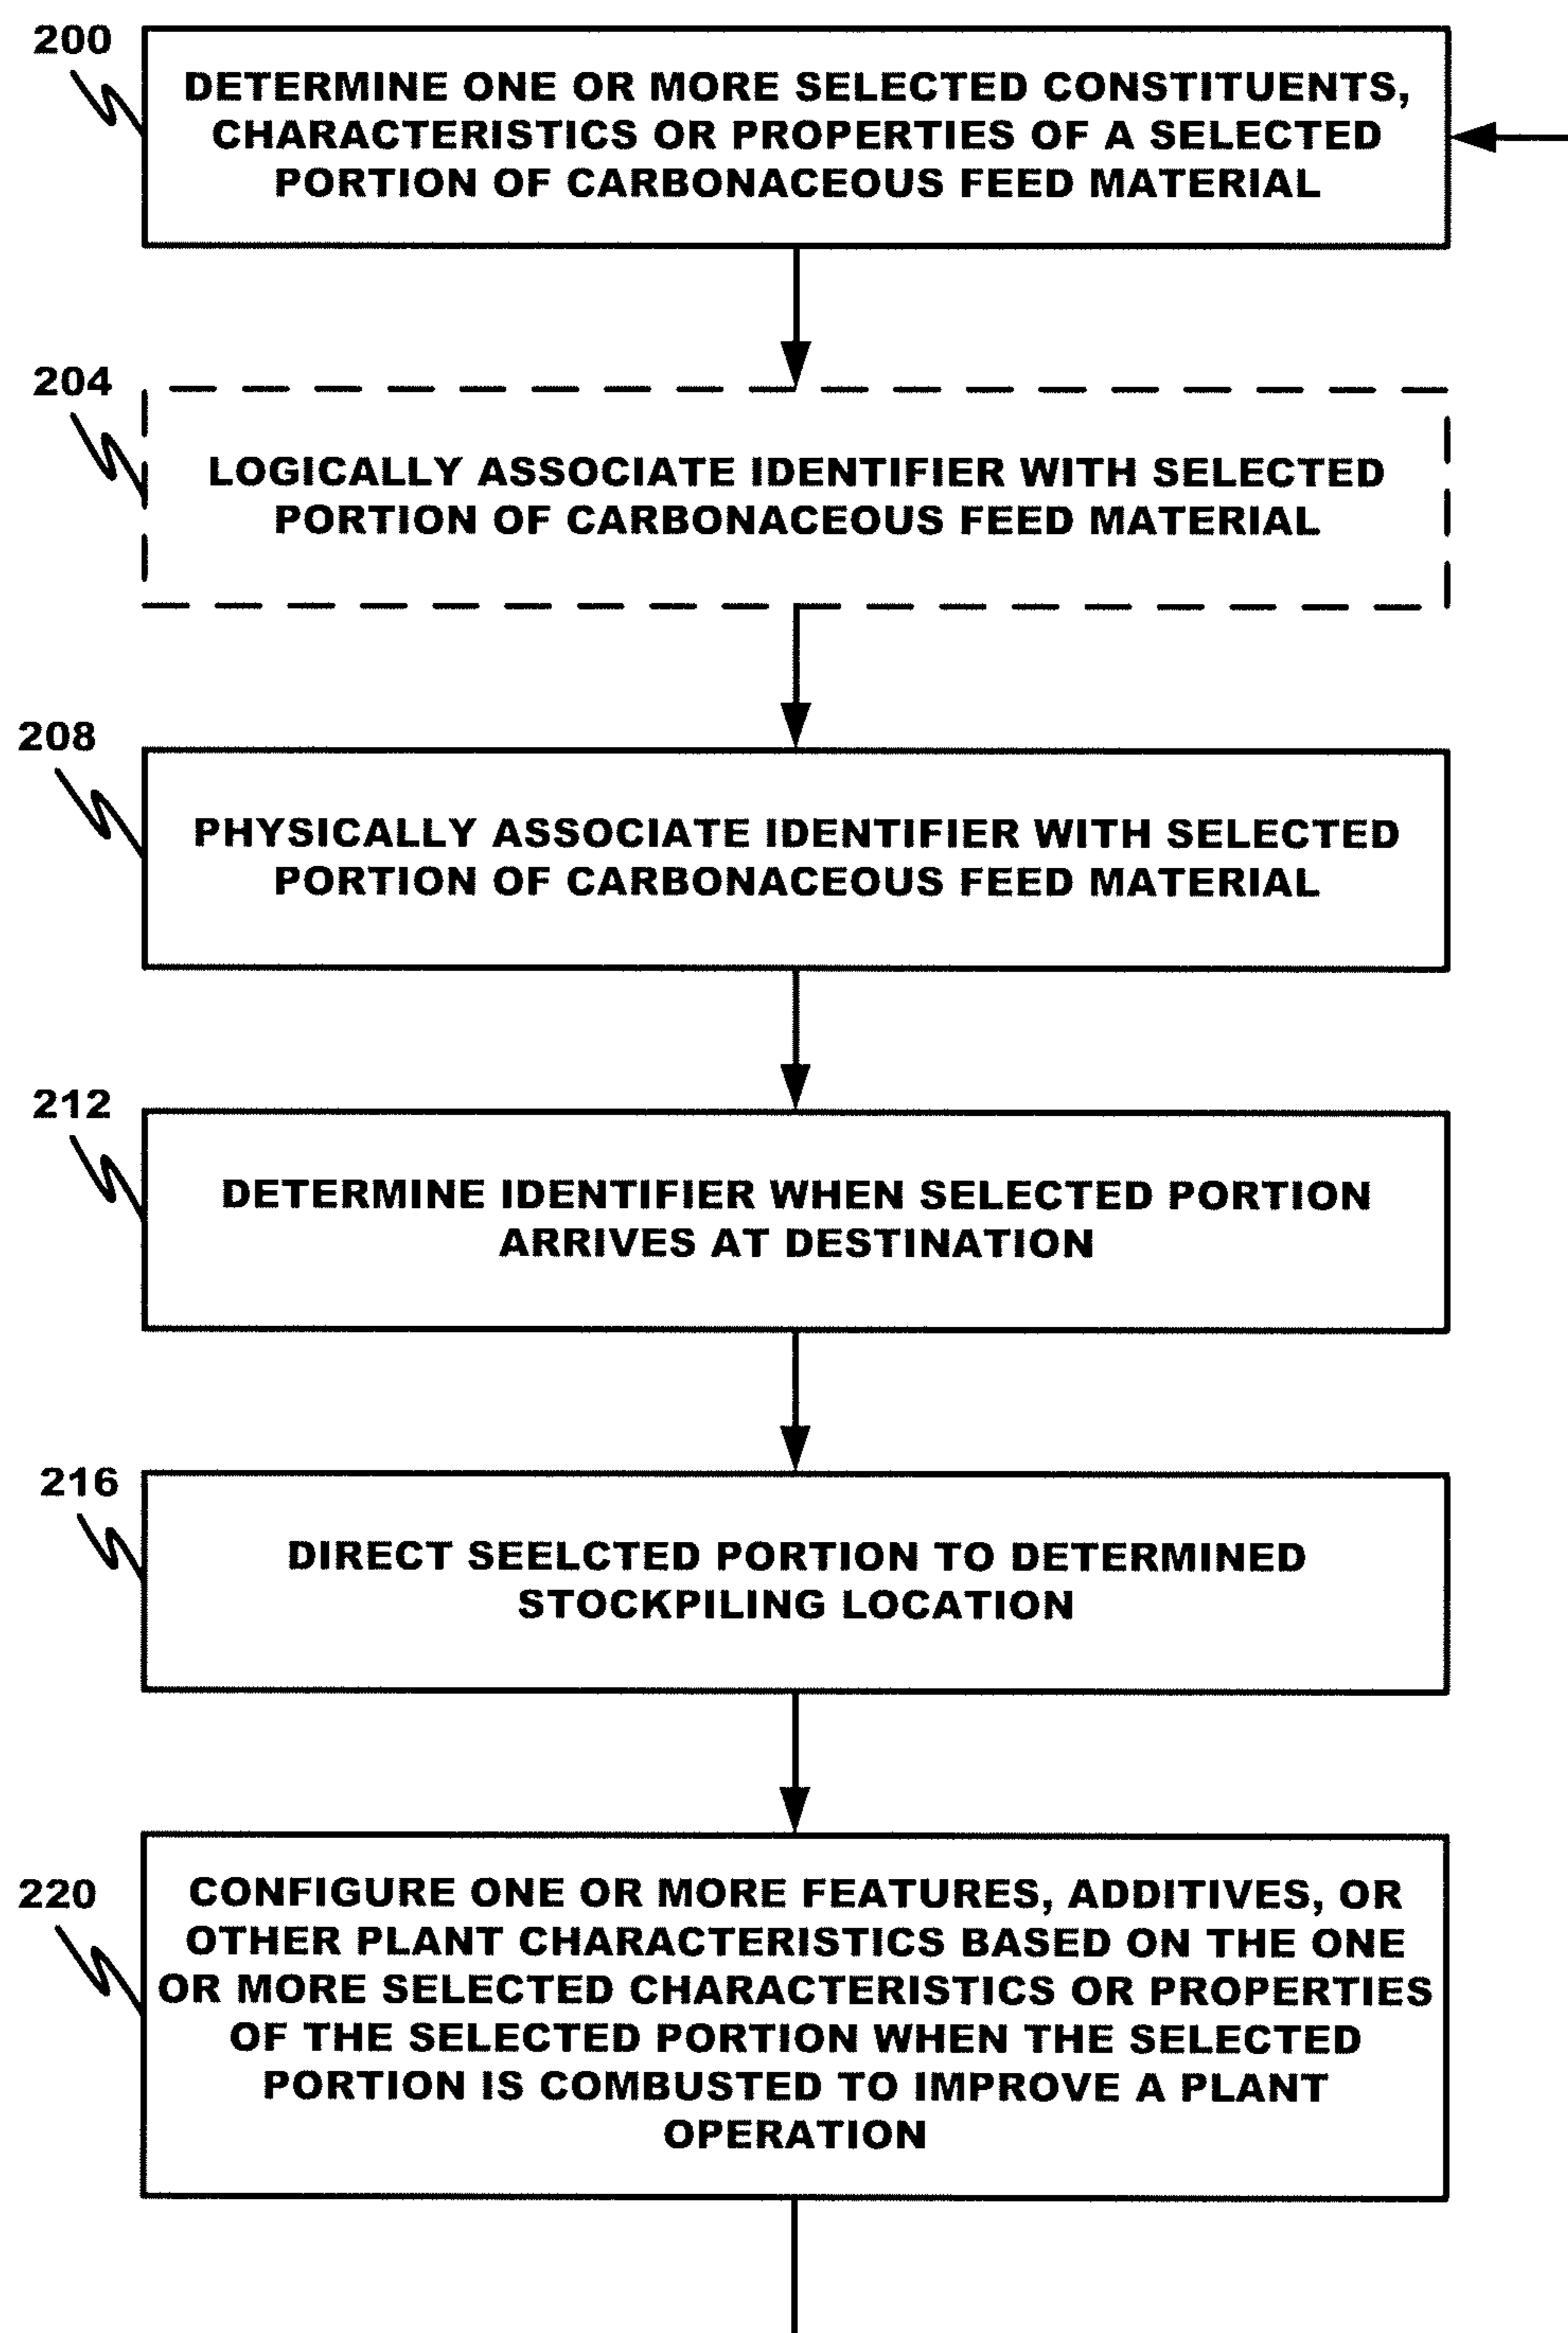 200
DETERMINE ONE OR MORE SELECTED CONSTITUENTS,
CHARACTERISTICS OR PROPERTIES OF A SELECTED
PORTION OF CARBONACEOUS FEED MATERIAL
204
LOGICALLY ASSOCIATE IDENTIFIER WITH SELECTED
PORTION OF CARBONACEOUS FEED MATERIAL
208
PHYSICALLY ASSOCIATE IDENTIFIER WITH SELECTED
PORTION OF CARBONACEOUS FEED MATERIAL
212
DETERMINE IDENTIFIER WHEN SELECTED PORTION
ARRIVES AT DESTINATION
216
DIRECT SEELCTED PORTION TO DETERMINED
STOCKPILING LOCATION
220
CONFIGURE ONE OR MORE FEATURES, ADDITIVES, OR
OTHER PLANT CHARACTERISTICS BASED ON THE ONE
OR MORE SELECTED CHARACTERISTICS OR PROPERTIES
OF THE SELECTED PORTION WHEN THE SELECTED
PORTION IS COMBUSTED TO IMPROVE A PLANT
OPERATION